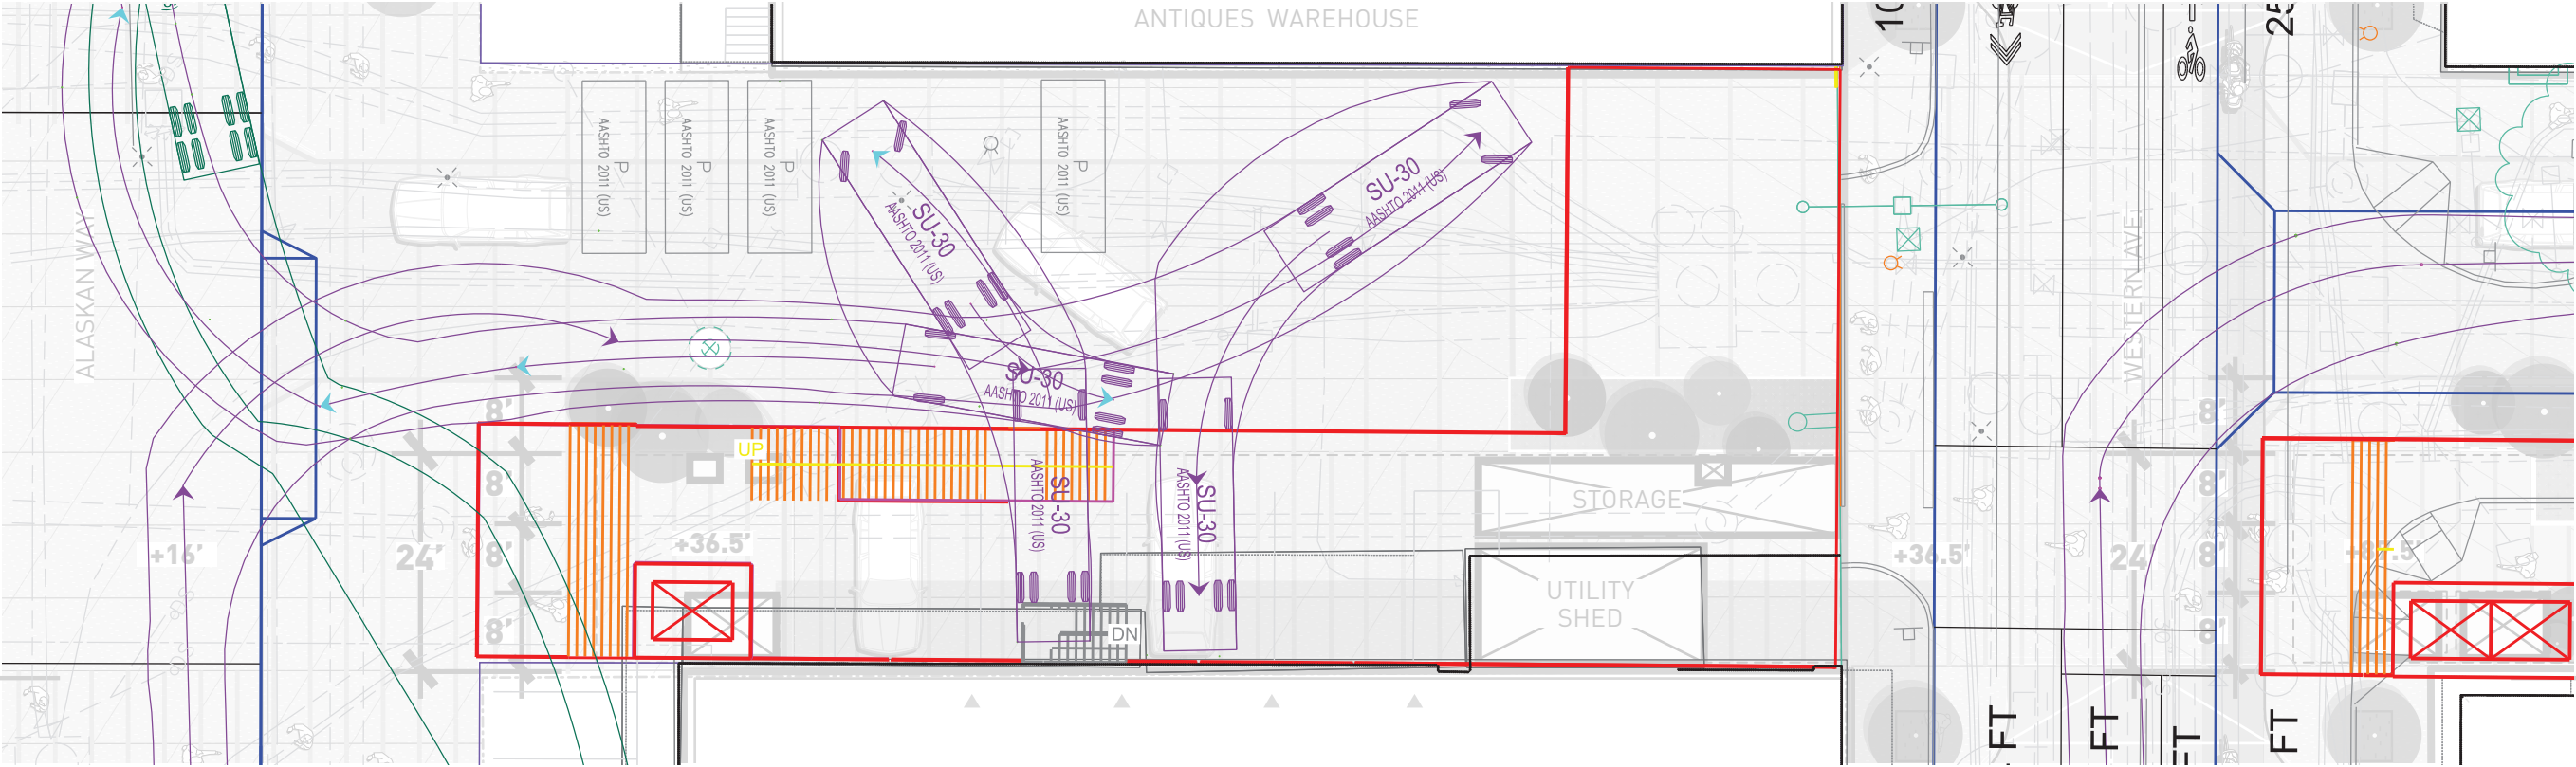 ANTIQUES WAREHOUSE
10
25
AASHTO 2011 (US)
P
AASHTO 2011 (US)
P
AASHTO 2011 (US)
P
AASHTO 2011 (US)
P
SU-30
AASHTO 2011 (US)
SU-30
AASHTO 2011 (US)
ALASKAN WAY
WESTERN AVE
SU-30
AASHTO 2011 (US)
8'
8'
8'
8'
24'
+16'
+36.5'
UP
SU-30
AASHTO 2011 (US)
SU-30
AASHTO 2011 (US)
STORAGE
UTILITY
SHED
DN
+36.5'
24'
8'
8'
8'
8'
FT
FT
FT
FT